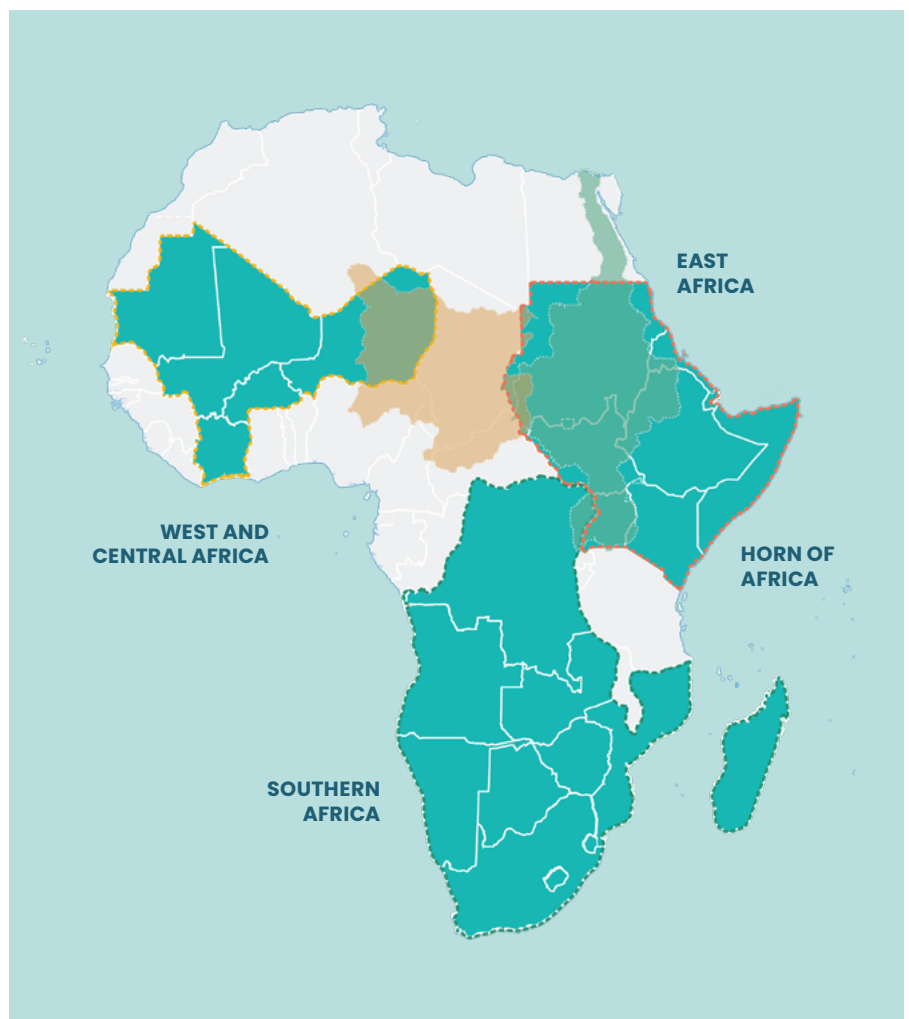 EAST
AFRICA
WEST AND
CENTRAL AFRICA
HORN OF
AFRICA
SOUTHERN
AFRICA